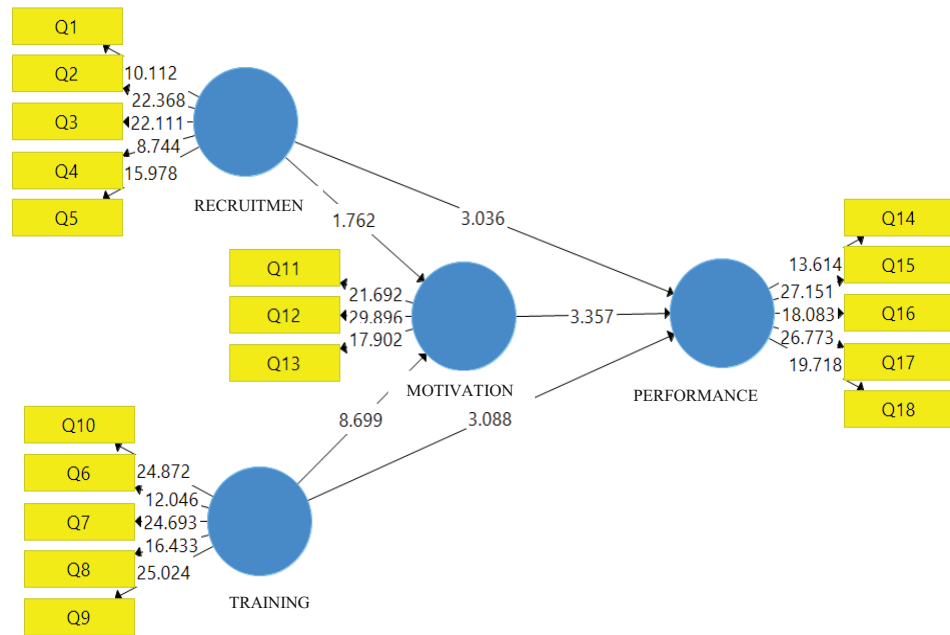 Q1
10.112
Q2
22.368
Q3
22.111
8.744
Q4
15.978
Q5
RECRUITMEN
1.762
3.036
Q11
21.692
Q12
29.896
Q13
17.902
MOTIVATION
3.357
Q14
13.614
Q15
27.151
Q16
18.083
26.773
Q17
19.718
Q18
PERFORMANCE
8.699
3.088
Q10
24.872
Q6
12.046
Q7
24.693
16.433
Q8
25.024
Q9
TRAINING